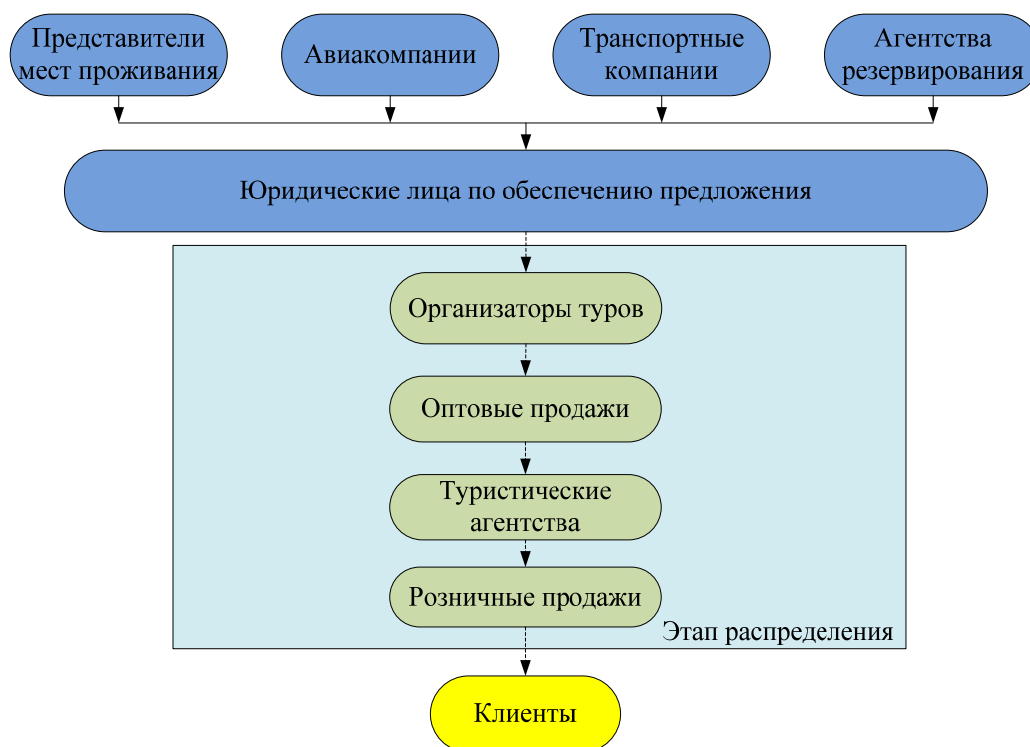 Представители
мест проживания
Авиакомпании
Транспортные
компании
Агентства
резервирования
Юридические лица по обеспечению предложения
Организаторы туров
Оптовые продажи
Туристические
агентства
Розничные продажи
Этап распределения
Клиенты